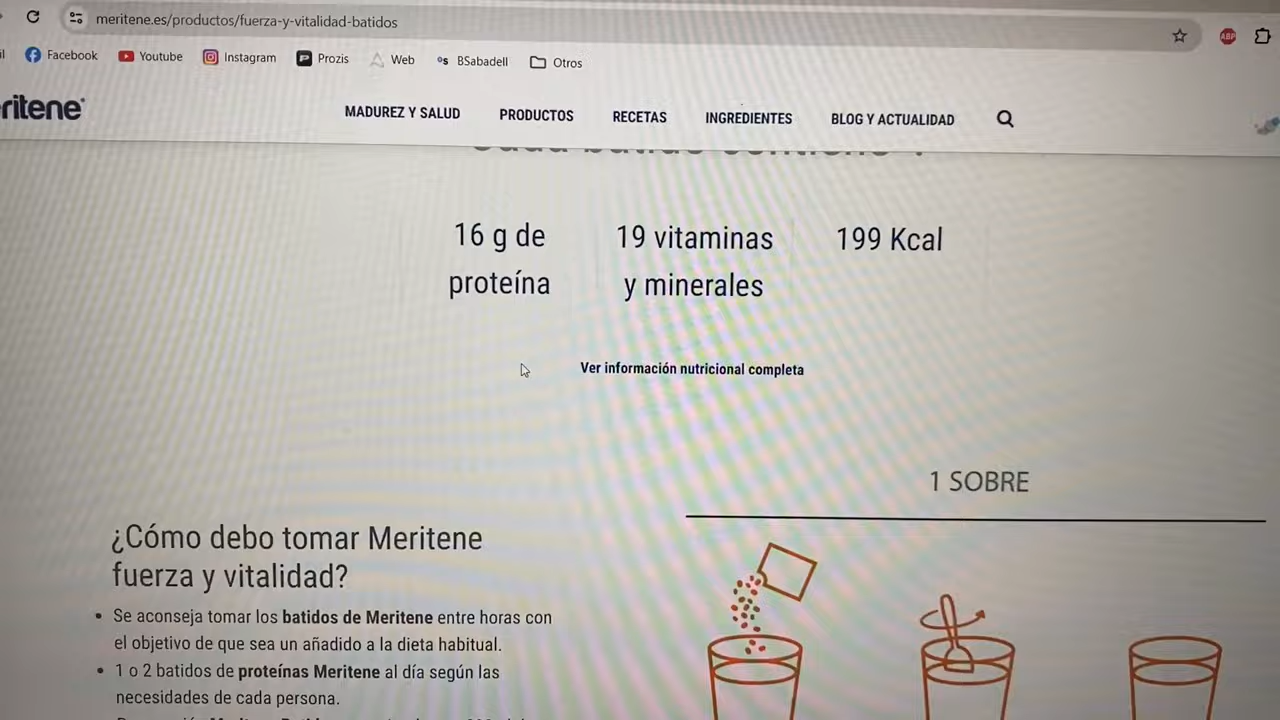 meritene.es/productos/fuerza-y-vitalidad-batidos
Facebook Youtube Instagram Prozis Web BSabadell Otros
ritene
MADUREZ Y SALUD PRODUCTOS RECETAS INGREDIENTES BLOG Y ACTUALIDAD
16 g de
proteína
19 vitaminas
y minerales
199 Kcal
Ver información nutricional completa
1 SOBRE
¿Cómo debo tomar Meritene
fuerza y vitalidad?
• Se aconseja tomar los batidos de Meritene entre horas con
el objetivo de que sea un añadido a la dieta habitual.
• 1 o 2 batidos de proteínas Meritene al día según las
necesidades de cada persona.